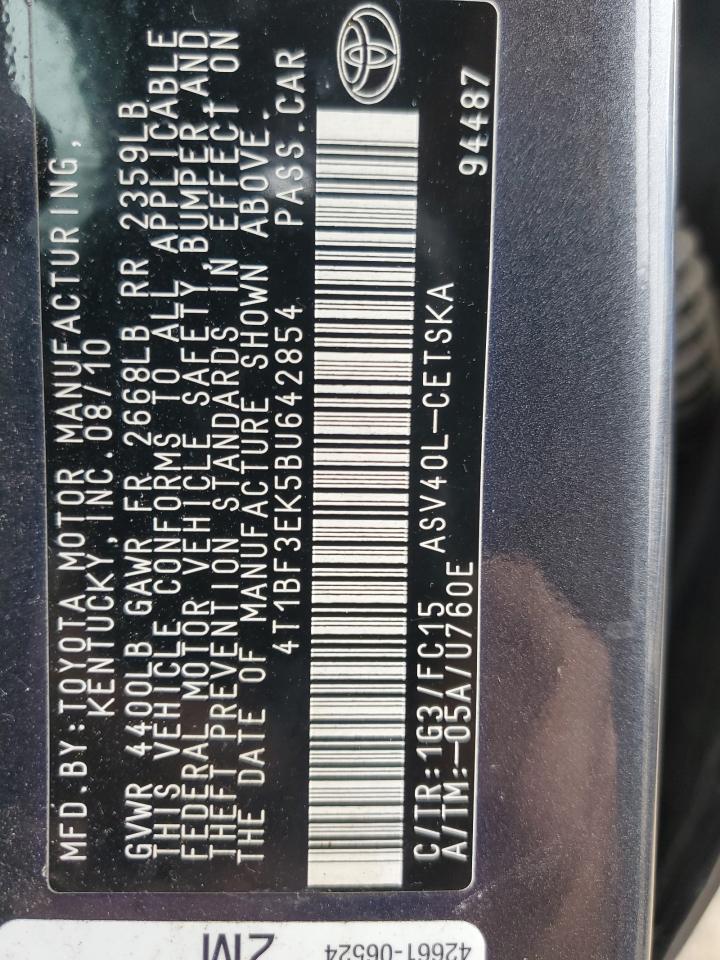 MFD.BY:TOYOTA MOTOR MANUFACTURING,
KENTUCKY,INC.08/10
GVWR 4400LB GAWR FR 2668LB RR 2359LB
THIS VEHICLE CONFORMS TO ALL APPLICABLE
FEDERAL MOTOR VEHICLE SAFETY,BUMPER,AND
THEFT PREVENTION STANDARDS IN EFFECT ON
THE DATE OF MANUFACTURE SHOWN ABOVE.
4T1BF3EK5BU642854 PASS.CAR
C/TR:1G3/FC15 ASV40L-CETSKA
A/TM:-05A/U760E 94487
42661-06524
2M